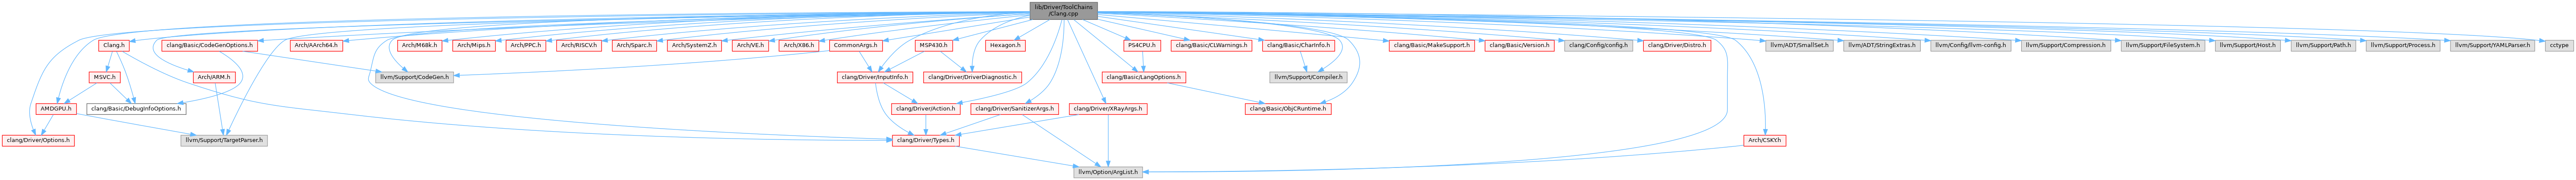 lib/Driver/ToolChains
/Clang.cpp
Clang.h
clang/Basic/CodeGenOptions.h
Arch/AArch64.h
Arch/M68k.h
Arch/Mips.h
Arch/PPC.h
Arch/RISCV.h
Arch/Sparc.h
Arch/SystemZ.h
Arch/VE.h
Arch/X86.h
CommonArgs.h
MSP430.h
Hexagon.h
PS4CPU.h
clang/Basic/CLWarnings.h
clang/Basic/CharInfo.h
clang/Basic/MakeSupport.h
clang/Basic/Version.h
clang/Config/config.h
clang/Driver/Distro.h
llvm/ADT/SmallSet.h
llvm/ADT/StringExtras.h
llvm/Config/llvm-config.h
llvm/Support/Compression.h
llvm/Support/FileSystem.h
llvm/Support/Host.h
llvm/Support/Path.h
llvm/Support/Process.h
llvm/Support/YAMLParser.h
cctype
MSVC.h
Arch/ARM.h
llvm/Support/CodeGen.h
clang/Driver/InputInfo.h
clang/Driver/DriverDiagnostic.h
clang/Basic/LangOptions.h
llvm/Support/Compiler.h
AMDGPU.h
clang/Basic/DebugInfoOptions.h
clang/Driver/Action.h
clang/Driver/SanitizerArgs.h
clang/Driver/XRayArgs.h
clang/Basic/ObjCRuntime.h
clang/Driver/Options.h
llvm/Support/TargetParser.h
clang/Driver/Types.h
Arch/CSKY.h
llvm/Option/ArgList.h